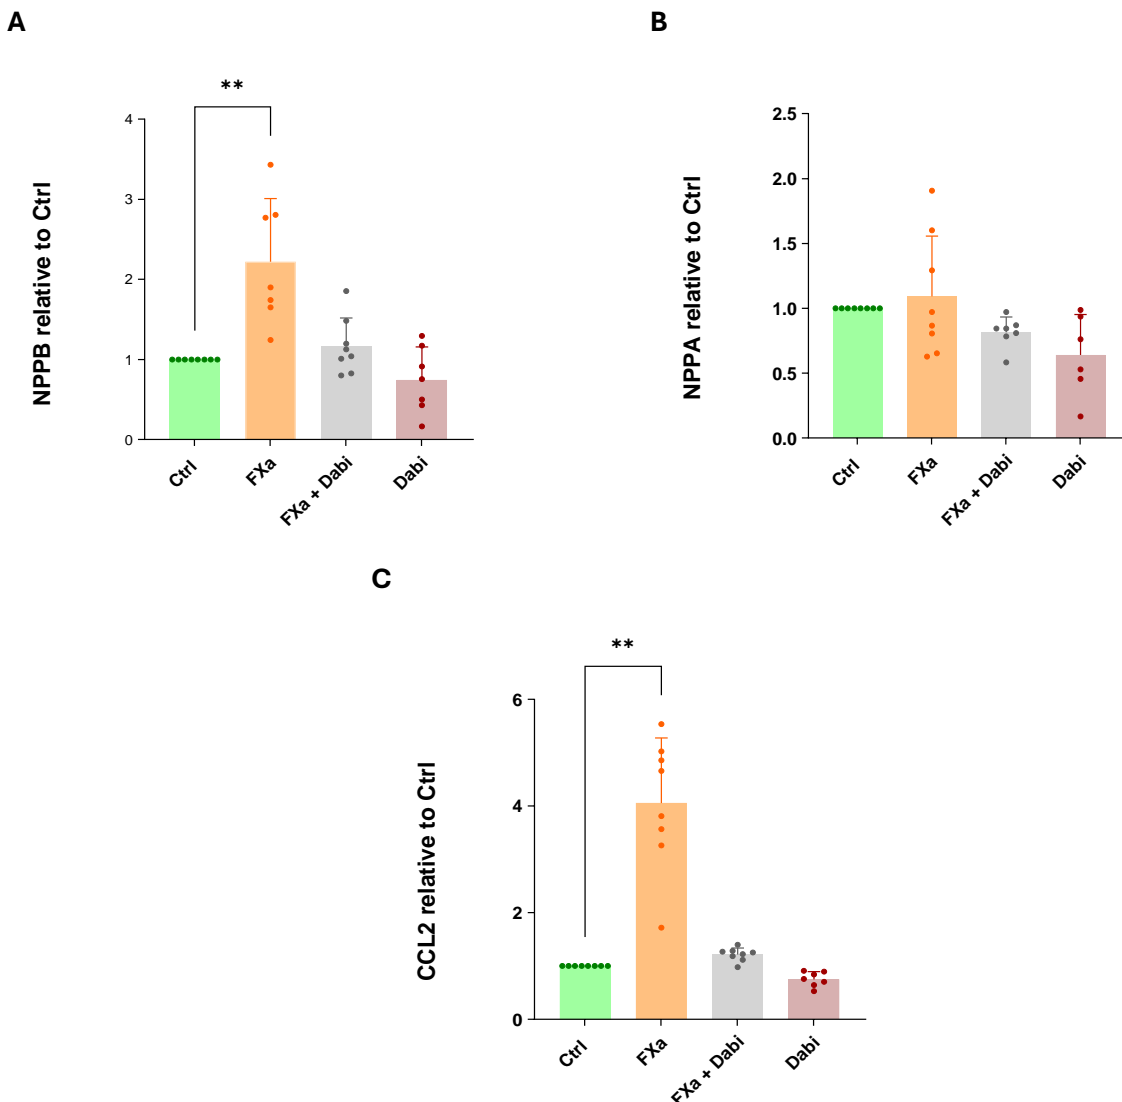 A
**
NPPB relative to Ctrl
4
3
2
1
0
Ctrl
FXa
FXa + Dabi
Dabi
B
NPPA relative to Ctrl
2.5
2.0
1.5
1.0
0.5
0.0
Ctrl
FXa
FXa + Dabi
Dabi
C
**
CCL2 relative to Ctrl
6
4
2
0
Ctrl
FXa
FXa + Dabi
Dabi